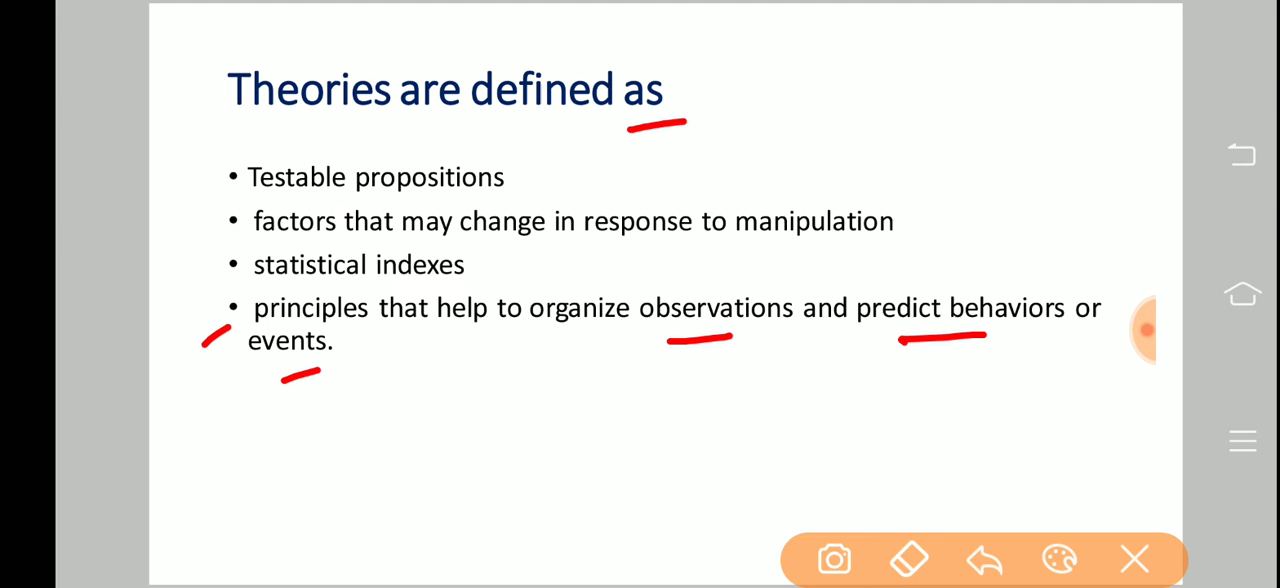 Theories are defined as
• Testable propositions
• factors that may change in response to manipulation
• statistical indexes
• principles that help to organize observations and predict behaviors or
events.